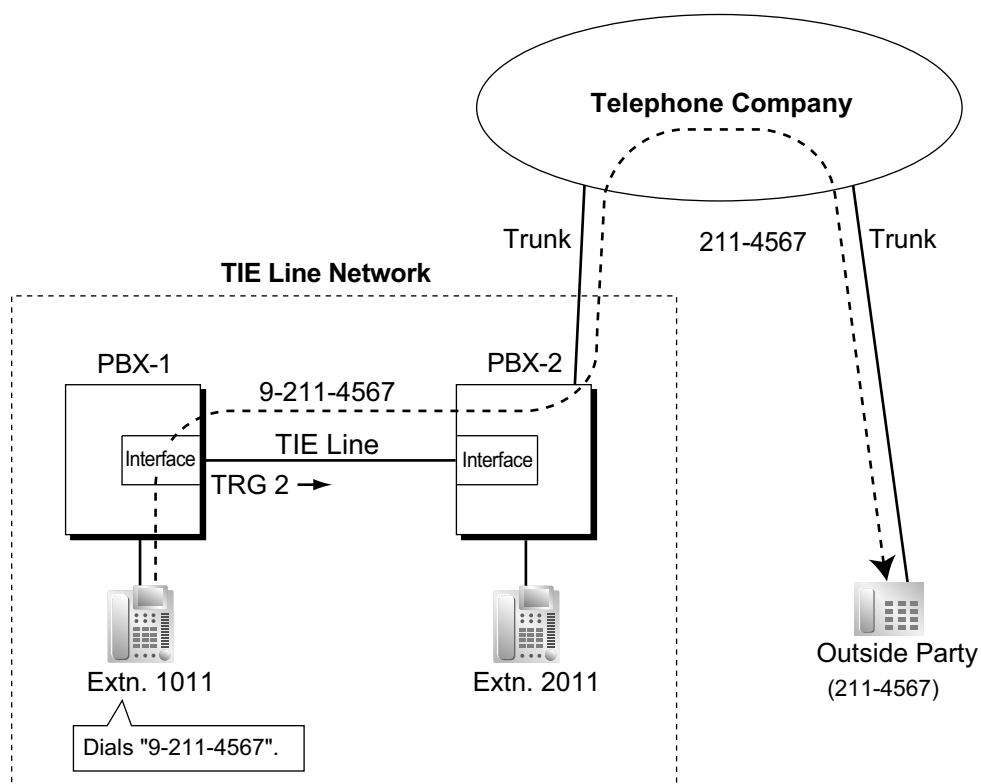 Telephone Company
Trunk
211-4567
Trunk
TIE Line Network
PBX-1
PBX-2
9-211-4567
Interface
TIE Line
Interface
TRG 2
Extn. 1011
Extn. 2011
Outside Party
(211-4567)
Dials "9-211-4567".